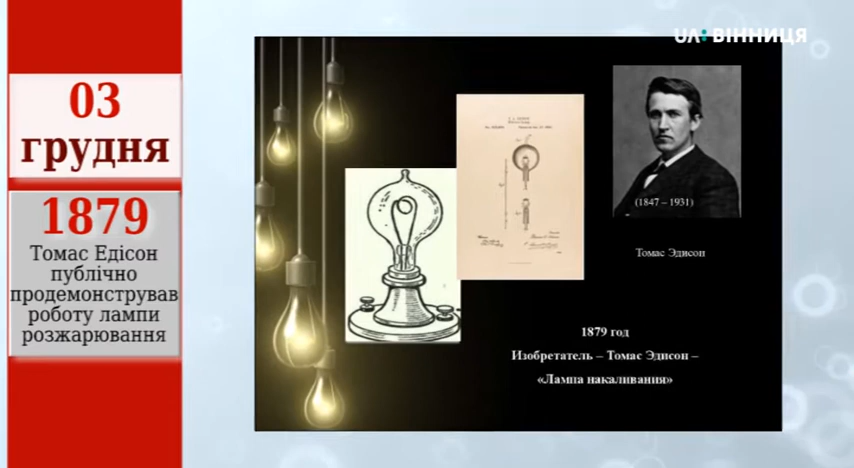 UA: ВІННИЦЯ
03
грудня
1879
Томас Едісон
публічно
продемонстрував
роботу лампи
розжарювання
(1847 – 1931)
Томас Эдисон
1879 год
Изобретатель – Томас Эдисон –
«Лампа накаливания»